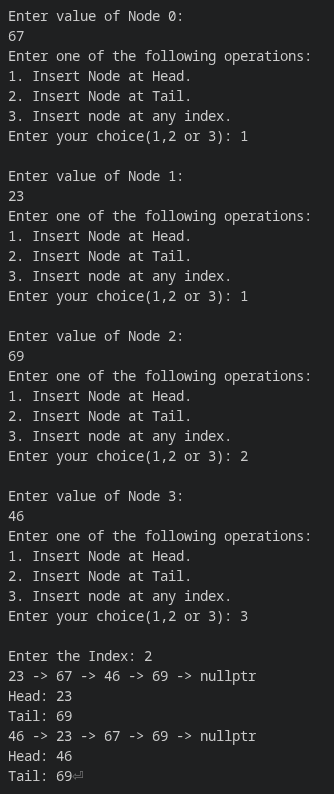 Enter value of Node 0:
67
Enter one of the following operations:
1. Insert Node at Head.
2. Insert Node at Tail.
3. Insert node at any index.
Enter your choice(1,2 or 3): 1

Enter value of Node 1:
23
Enter one of the following operations:
1. Insert Node at Head.
2. Insert Node at Tail.
3. Insert node at any index.
Enter your choice(1,2 or 3): 1

Enter value of Node 2:
69
Enter one of the following operations:
1. Insert Node at Head.
2. Insert Node at Tail.
3. Insert node at any index.
Enter your choice(1,2 or 3): 2

Enter value of Node 3:
46
Enter one of the following operations:
1. Insert Node at Head.
2. Insert Node at Tail.
3. Insert node at any index.
Enter your choice(1,2 or 3): 3

Enter the Index: 2
23 -> 67 -> 46 -> 69 -> nullptr
Head: 23
Tail: 69
46 -> 23 -> 67 -> 69 -> nullptr
Head: 46
Tail: 69⏎